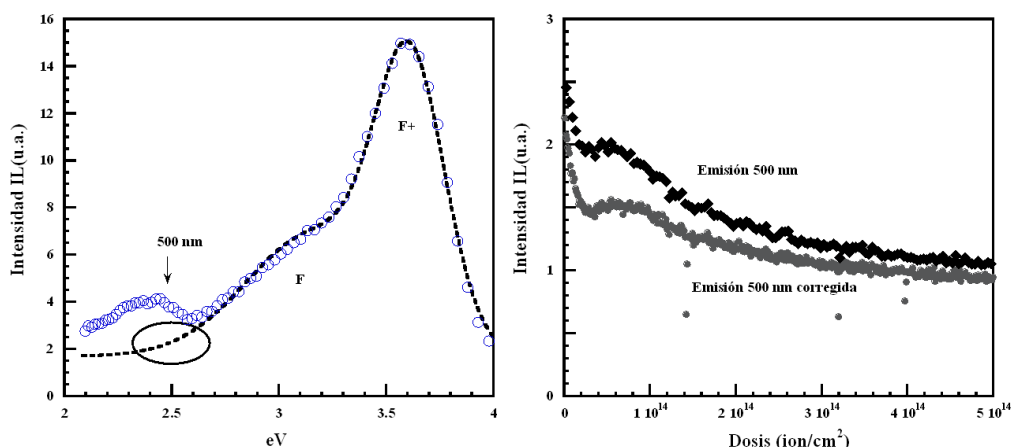 Intensidad IL(u.a.)
16
14
12
10
8
6
4
2
0
2
2.5
3
3.5
4
eV
500 nm
F
F+
Intensidad IL(u.a.)
3
2
1
0
0
1 10^14
2 10^14
3 10^14
4 10^14
5 10^14
Dosis (ion/cm^2)
Emisión 500 nm
Emisión 500 nm corregida